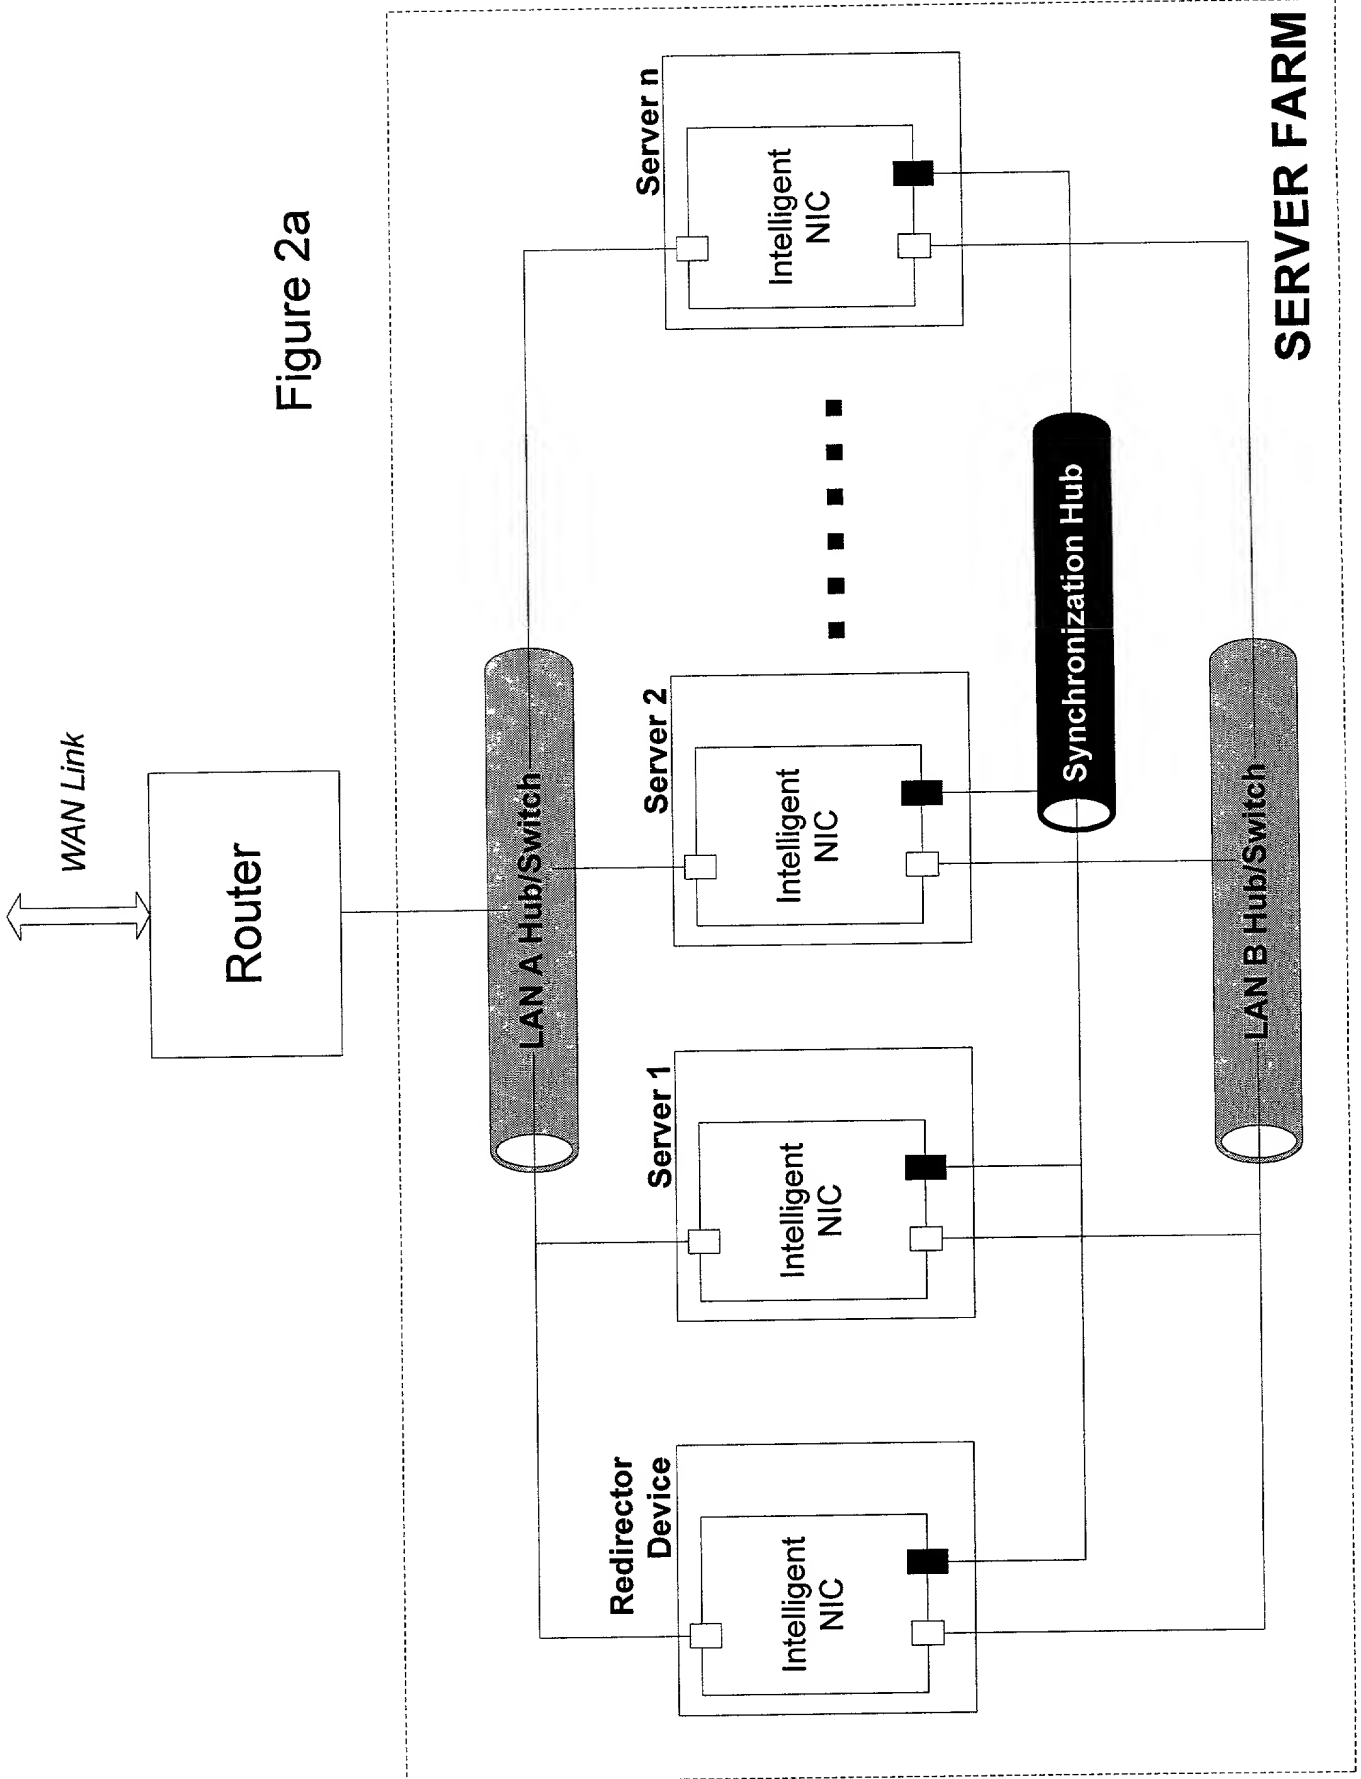 Figure 2a
WAN Link
Router
LAN A Hub/Switch
Redirector
Device
Intelligent
NIC
Server 1
Intelligent
NIC
Server 2
Intelligent
NIC
Server n
Intelligent
NIC
Synchronization Hub
LAN B Hub/Switch
SERVER FARM